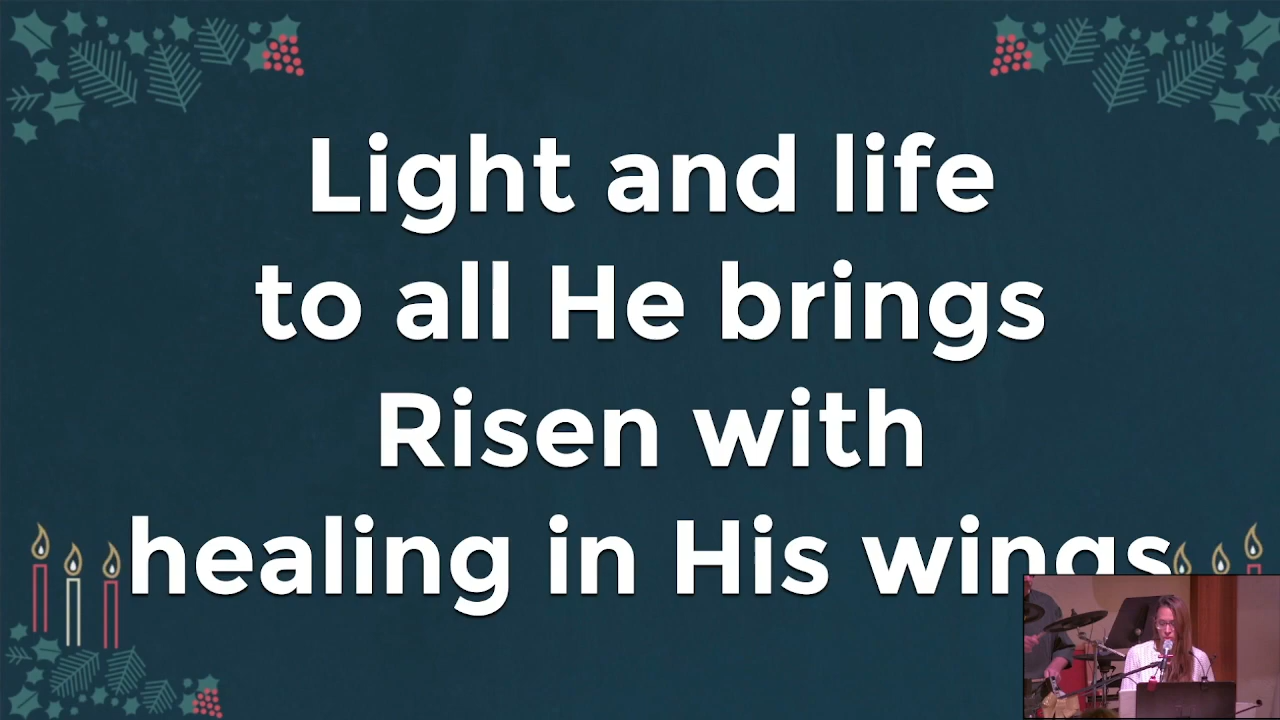 Light and life
to all He brings
Risen with
healing in His wings